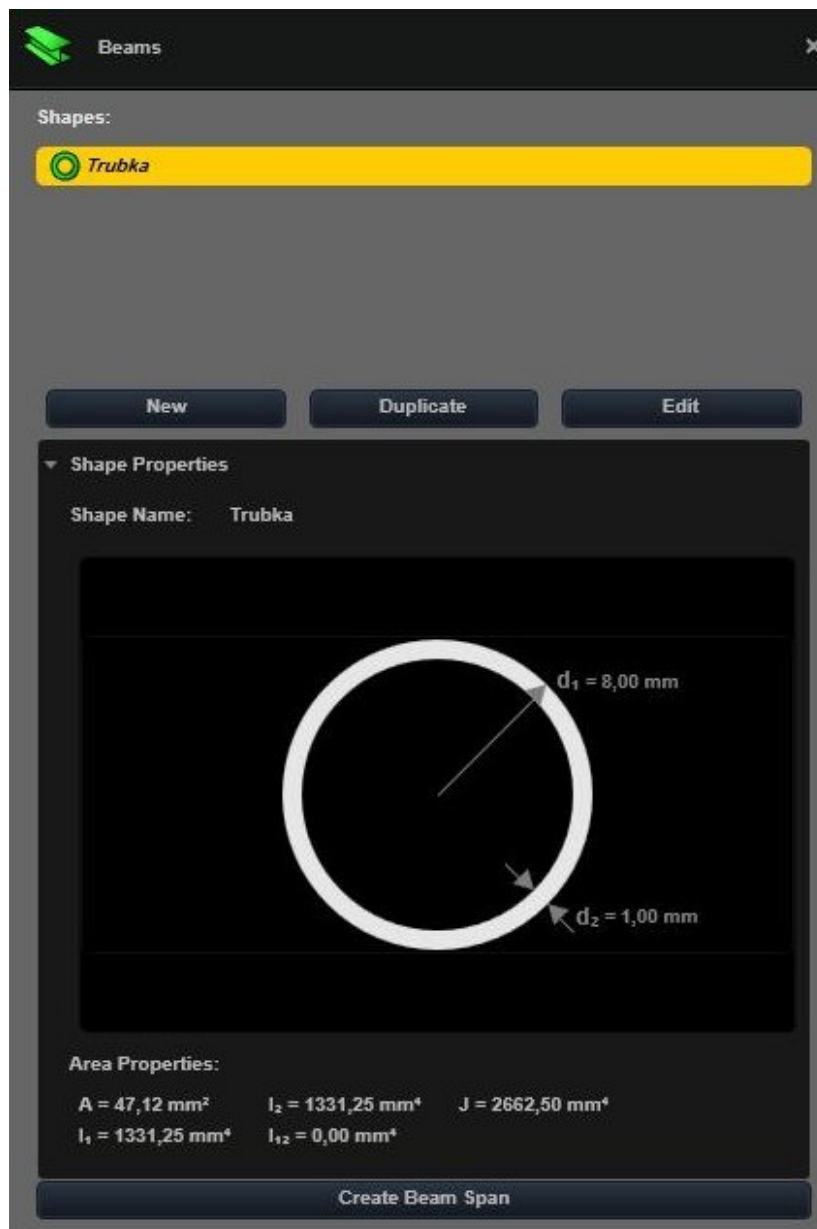 Beams
Shapes:
Trubka
New Duplicate Edit
Shape Properties
Shape Name: Trubka
d₁ = 8,00 mm
d₂ = 1,00 mm
Area Properties:
A = 47,12 mm² I₂ = 1331,25 mm⁴ J = 2662,50 mm⁴
I₁ = 1331,25 mm⁴ I₁₂ = 0,00 mm⁴
Create Beam Span